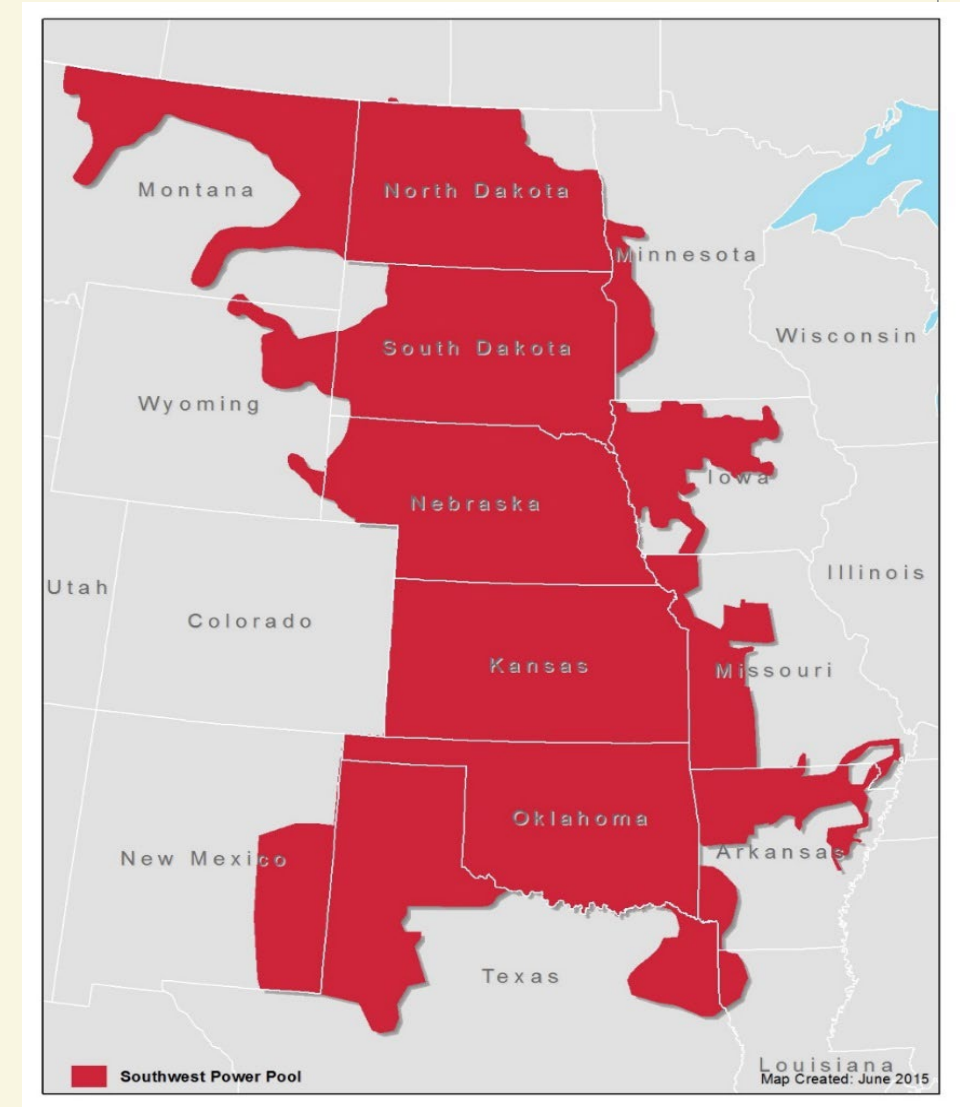 Montana
North Dakota
Minnesota
Wisconsin
South Dakota
Wyoming
Iowa
Nebraska
Illinois
Utah
Colorado
Kansas
Missouri
Oklahoma
New Mexico
Arkansas
Texas
Louisiana
Southwest Power Pool
Map Created: June 2015